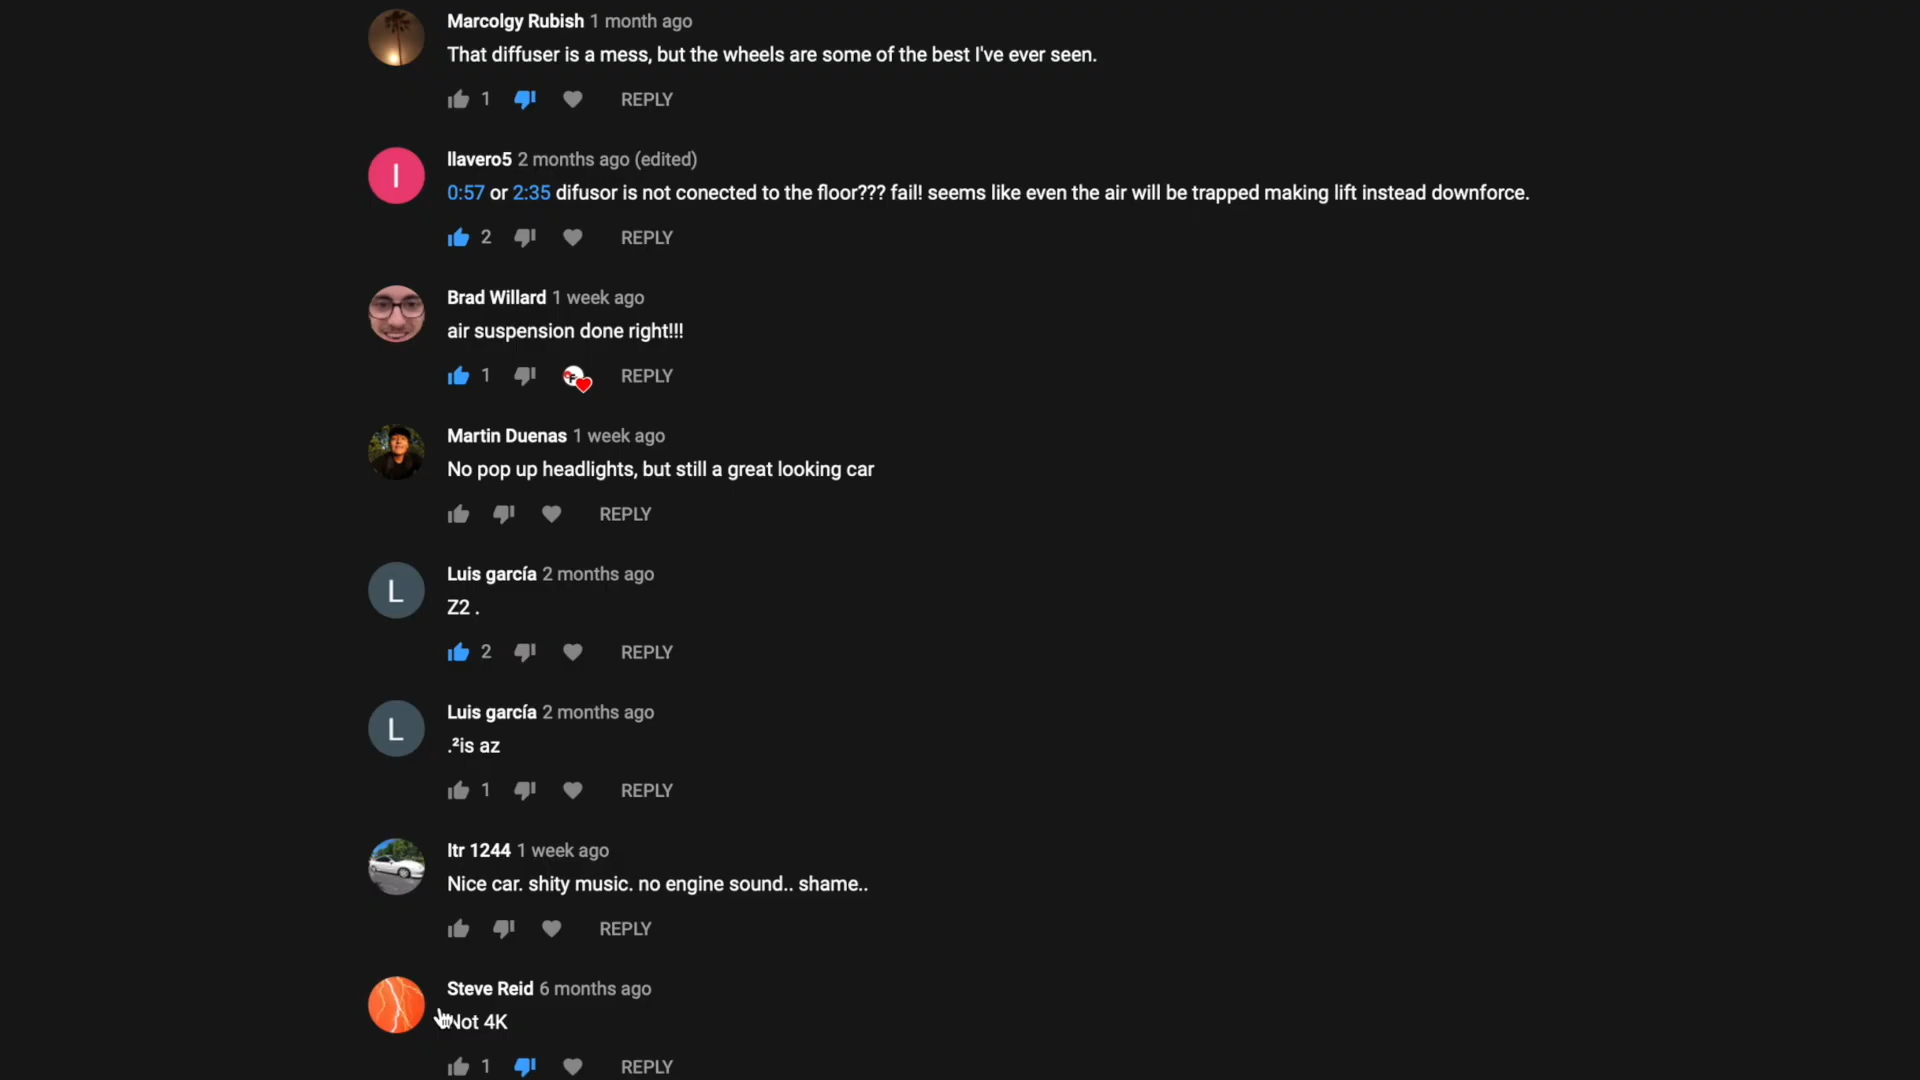 Marcolgy Rubish 1 month ago
That diffuser is a mess, but the wheels are some of the best I've ever seen.
1 REPLY
I
llavero5 2 months ago (edited)
0:57 or 2:35 difusor is not conected to the floor??? fail! seems like even the air will be trapped making lift instead downforce.
2 REPLY
Brad Willard 1 week ago
air suspension done right!!!
1 REPLY
Martin Duenas 1 week ago
No pop up headlights, but still a great looking car
REPLY
L
Luis garcía 2 months ago
Z2 .
2 REPLY
L
Luis garcía 2 months ago
.²is az
1 REPLY
ltr 1244 1 week ago
Nice car. shity music. no engine sound.. shame..
REPLY
Steve Reid 6 months ago
Not 4K
1 REPLY